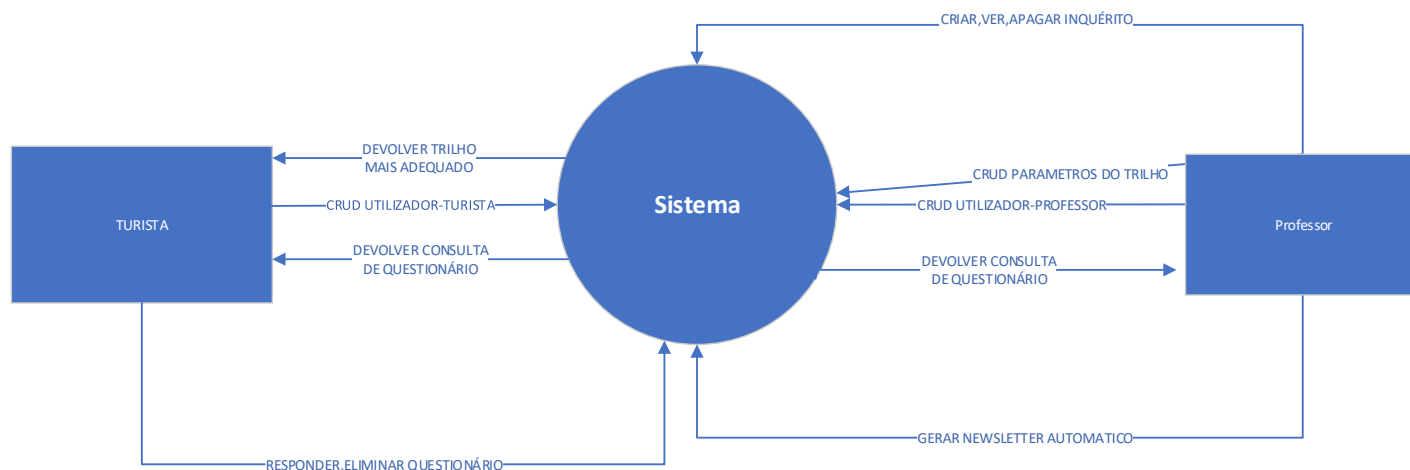 CRIAR,VER,APAGAR INQUÉRITO
DEVOLVER TRILHO
MAIS ADEQUADO
CRUD PARAMETROS DO TRILHO
TURISTA
CRUD UTILIZADOR-TURISTA
Sistema
CRUD UTILIZADOR-PROFESSOR
Professor
DEVOLVER CONSULTA
DE QUESTIONÁRIO
DEVOLVER CONSULTA
DE QUESTIONÁRIO
GERAR NEWSLETTER AUTOMATICO
RESPONDER,ELIMINAR QUESTIONÁRIO